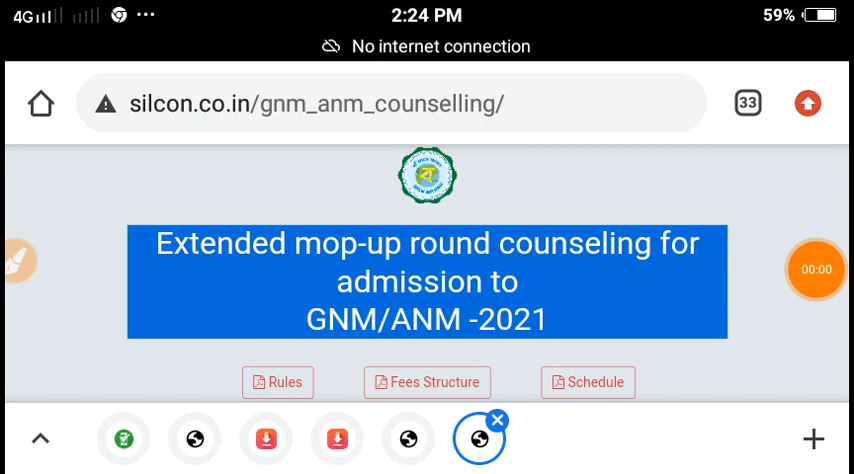 4G 2:24 PM 59%
No internet connection
silcon.co.in/gnm_anm_counselling/ 33
Extended mop-up round counseling for
admission to
GNM/ANM -2021
00:00
Rules Fees Structure Schedule